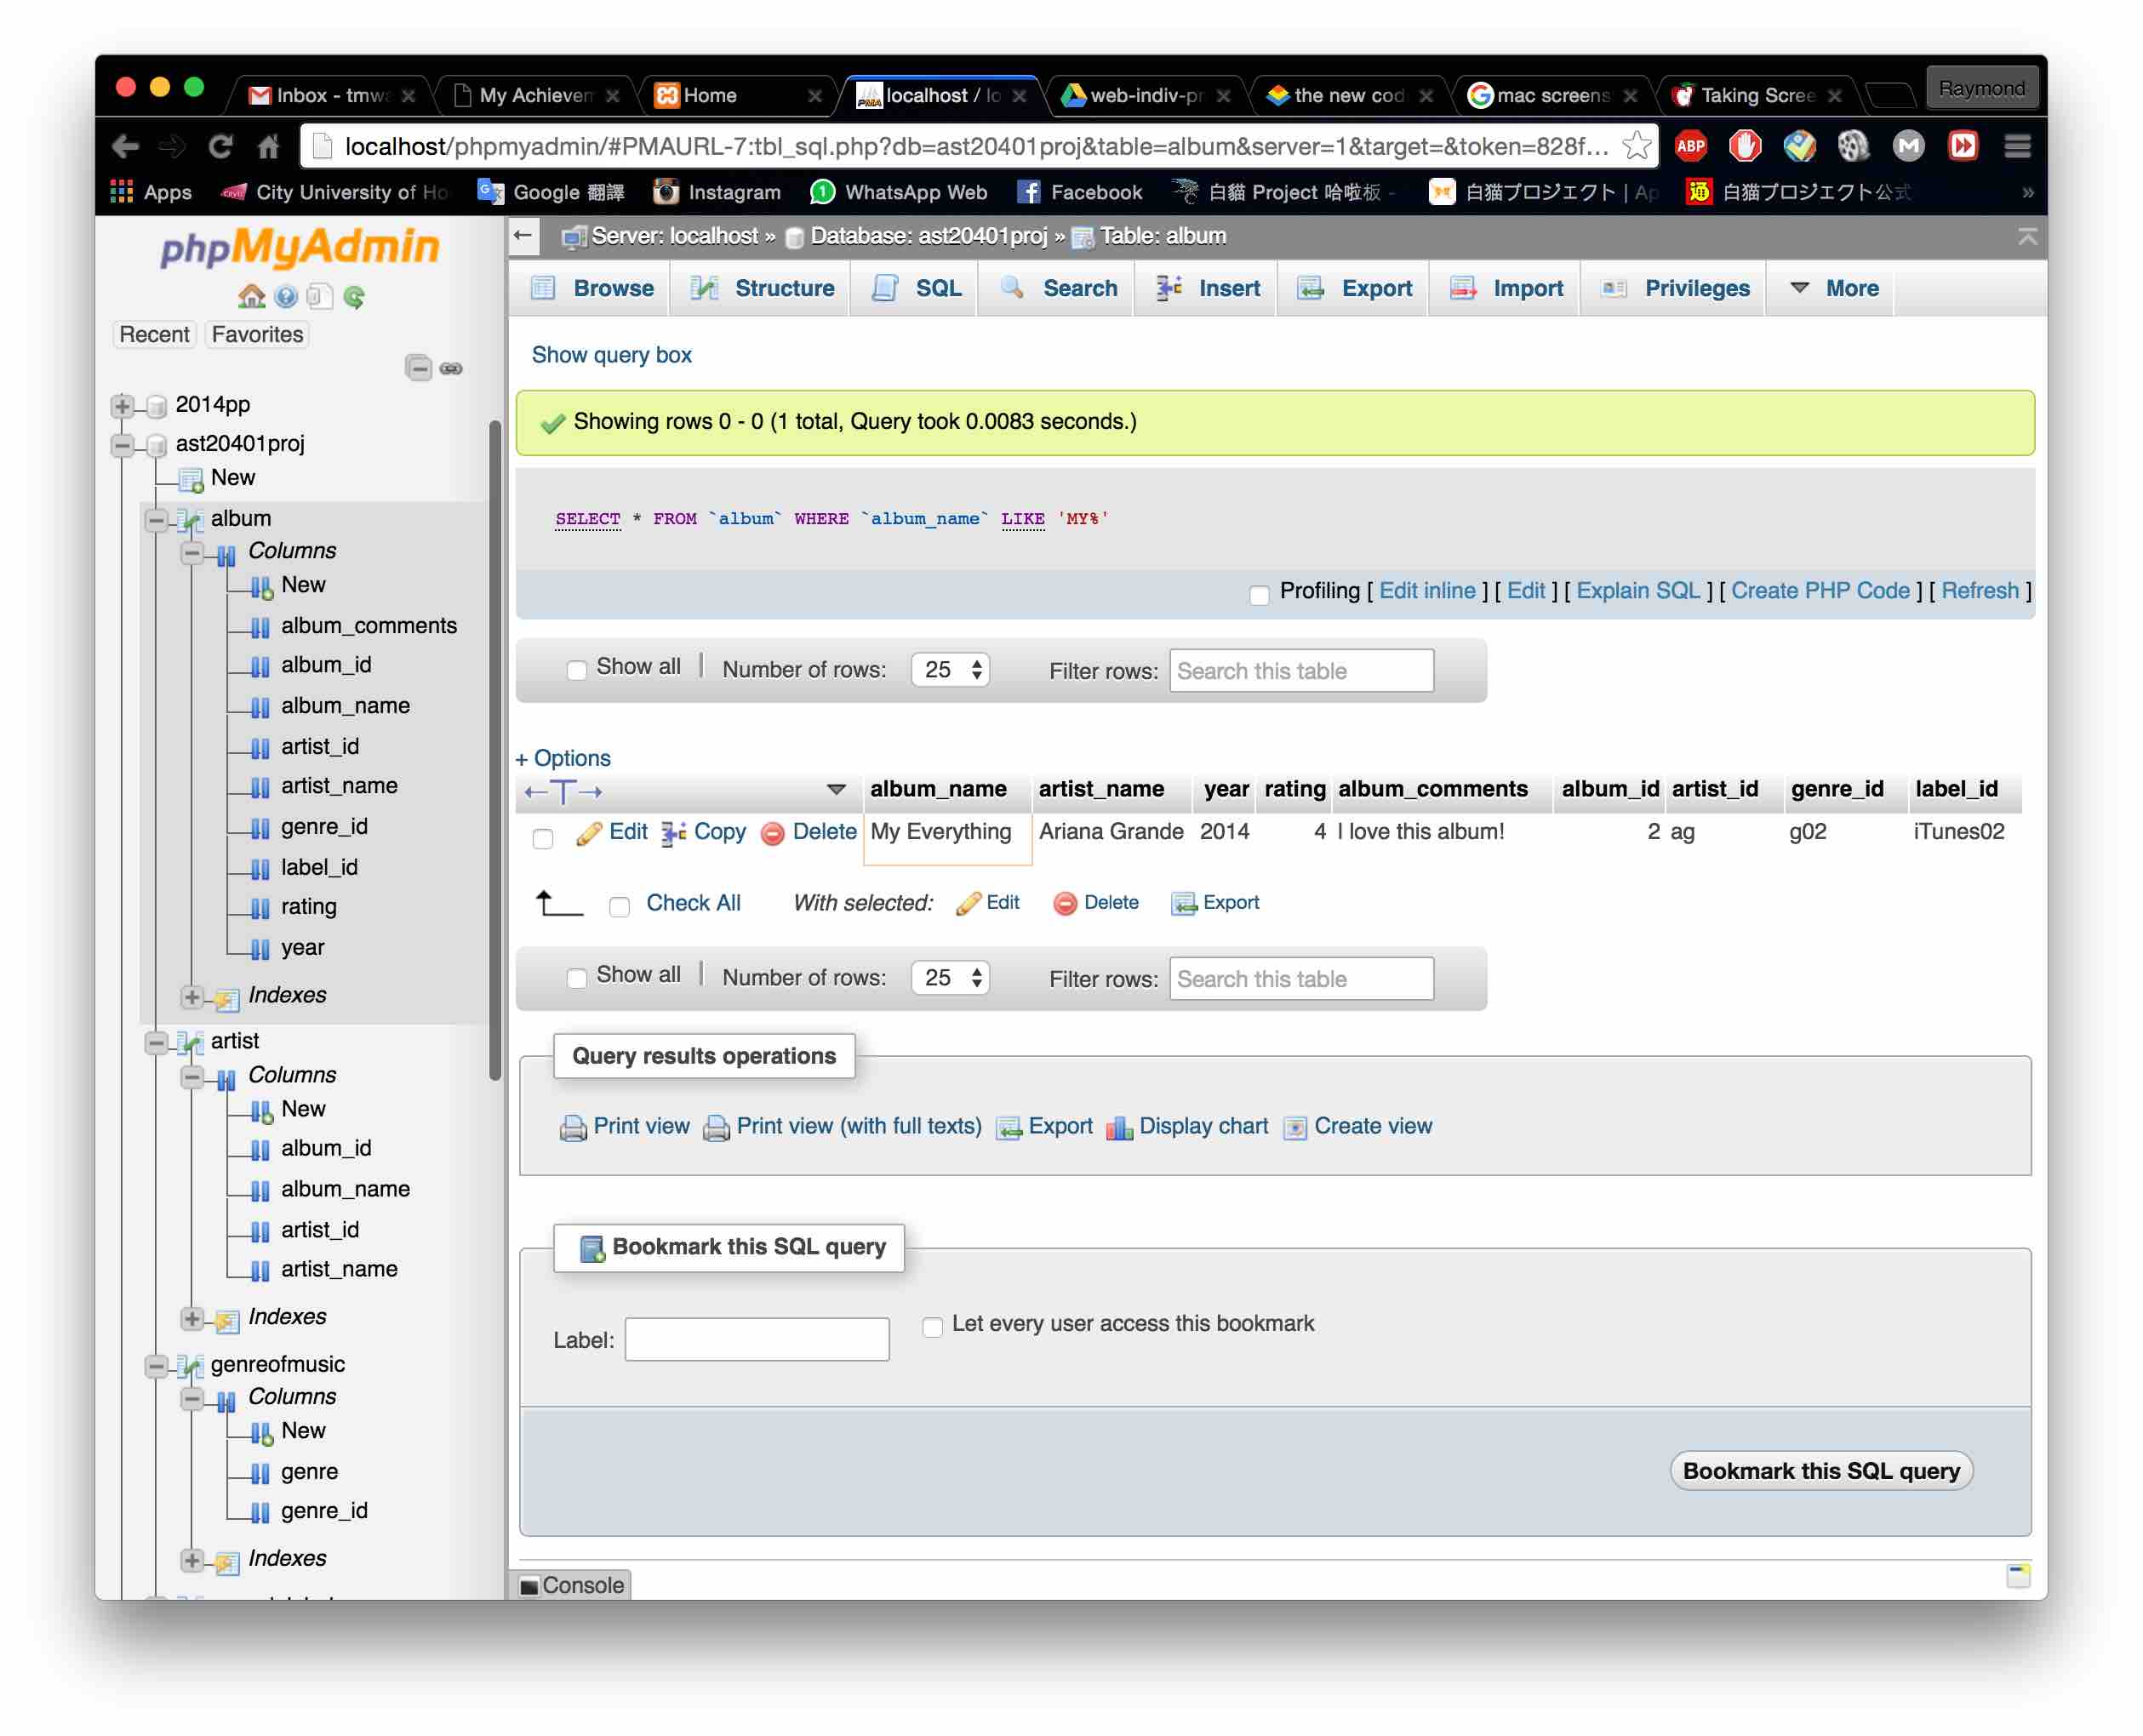 Inbox - tmw
My Achievem
Home
localhost / lo
web-indiv-pr
the new cod
mac screens
Taking Scree
Raymond
localhost/phpmyadmin/#PMAURL-7:tbl_sql.php?db=ast20401proj&table=album&server=1&target=&token=828f...
ABP
Apps
City University of Ho
Google 翻譯
Instagram
WhatsApp Web
Facebook
白貓 Project 哈啦板 -
白猫プロジェクト | Ap
白猫プロジェクト公式
»
phpMyAdmin
Recent
Favorites
2014pp
ast20401proj
New
album
Columns
New
album_comments
album_id
album_name
artist_id
artist_name
genre_id
label_id
rating
year
Indexes
artist
Columns
New
album_id
album_name
artist_id
artist_name
Indexes
genreofmusic
Columns
New
genre
genre_id
Indexes
Server: localhost » Database: ast20401proj » Table: album
Browse
Structure
SQL
Search
Insert
Export
Import
Privileges
More
Show query box
Showing rows 0 - 0 (1 total, Query took 0.0083 seconds.)
SELECT * FROM `album` WHERE `album_name` LIKE 'MY%'
Profiling [ Edit inline ] [ Edit ] [ Explain SQL ] [ Create PHP Code ] [ Refresh ]
Show all | Number of rows: 25 Filter rows: Search this table
+ Options
←T→ album_name artist_name year rating album_comments album_id artist_id genre_id label_id
Edit Copy Delete My Everything Ariana Grande 2014 4 I love this album! 2 ag g02 iTunes02
Check All With selected: Edit Delete Export
Show all | Number of rows: 25 Filter rows: Search this table
Query results operations
Print view Print view (with full texts) Export Display chart Create view
Bookmark this SQL query
Label: Let every user access this bookmark
Bookmark this SQL query
Console